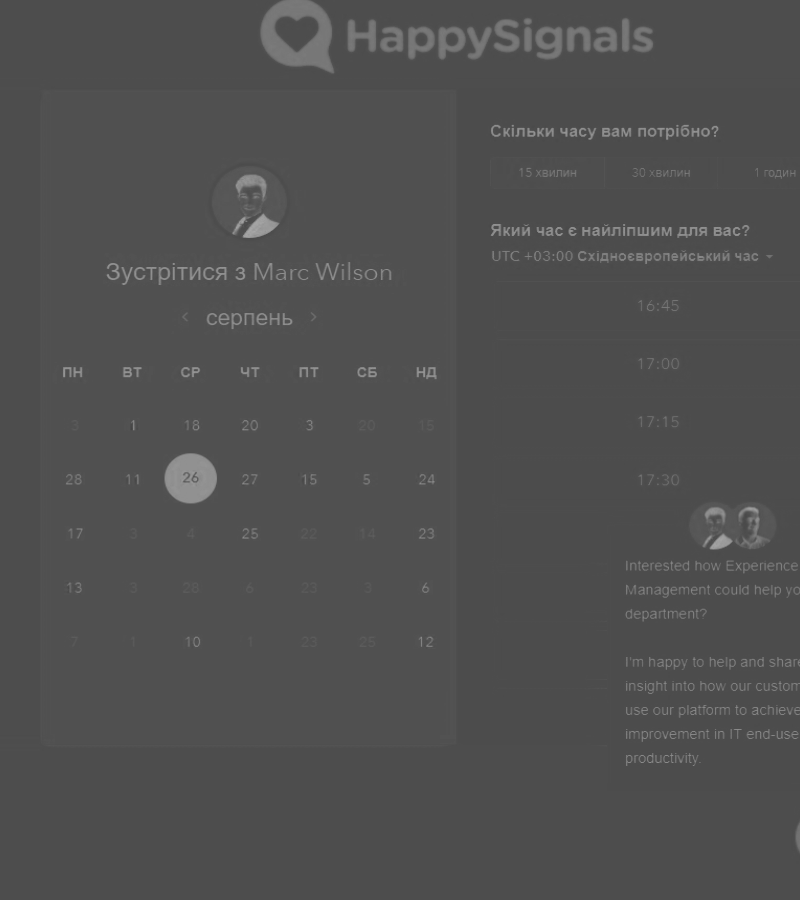 HappySignals
Зустрітися з Marc Wilson
серпень
ПН ВТ СР ЧТ ПТ СБ НД
3 1 18 20 3 20 15
28 11 26 27 15 5 24
17 3 4 25 22 14 23
13 3 28 6 23 3 6
7 1 10 1 23 25 12
Скільки часу вам потрібно?
15 хвилин 30 хвилин 1 годин
Який час є найліпшим для вас?
UTC +03:00 Східноєвропейський час
16:45
17:00
17:15
17:30
Interested how Experience
Management could help yo
department?
I'm happy to help and share
insight into how our custom
use our platform to achieve
improvement in IT end-use
productivity.